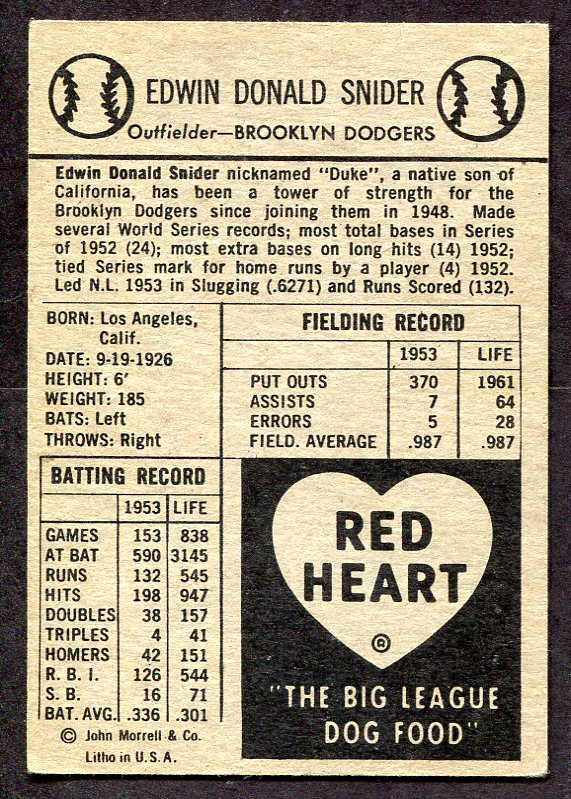 EDWIN DONALD SNIDER
Outfielder—BROOKLYN DODGERS
Edwin Donald Snider nicknamed "Duke", a native son of
California, has been a tower of strength for the
Brooklyn Dodgers since joining them in 1948. Made
several World Series records; most total bases in Series
of 1952 (24); most extra bases on long hits (14) 1952;
tied Series mark for home runs by a player (4) 1952.
Led N.L. 1953 in Slugging (.6271) and Runs Scored (132).
BORN: Los Angeles,
Calif.
DATE: 9-19-1926
HEIGHT: 6'
WEIGHT: 185
BATS: Left
THROWS: Right
FIELDING RECORD
1953 LIFE
PUT OUTS 370 1961
ASSISTS 7 64
ERRORS 5 28
FIELD. AVERAGE .987 .987
BATTING RECORD
1953 LIFE
GAMES 153 838
AT BAT 590 3145
RUNS 132 545
HITS 198 947
DOUBLES 38 157
TRIPLES 4 41
HOMERS 42 151
R. B. I. 126 544
S. B. 16 71
BAT. AVG. .336 .301
© John Morrell & Co.
Litho in U.S.A.
RED
HEART
®
"THE BIG LEAGUE
DOG FOOD"